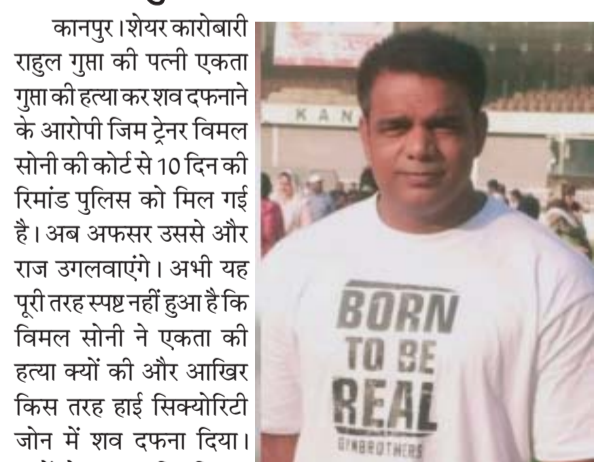 कानपुर।शेयर कारोबारी
राहुल गुप्ता की पत्नी एकता
गुप्ता की हत्या कर शव दफनाने
के आरोपी जिम ट्रेनर विमल
सोनी की कोर्ट से 10 दिन की
रिमांड पुलिस को मिल गई
है। अब अफसर उससे और
राज उगलवाएंगे। अभी यह
पूरी तरह स्पष्ट नहीं हुआ है कि
विमल सोनी ने एकता की
हत्या क्यों की और आखिर
किस तरह हाई सिक्योरिटी
जोन में शव दफना दिया।
KAN
BORN
TO BE
REAL
GYMBROTHERS